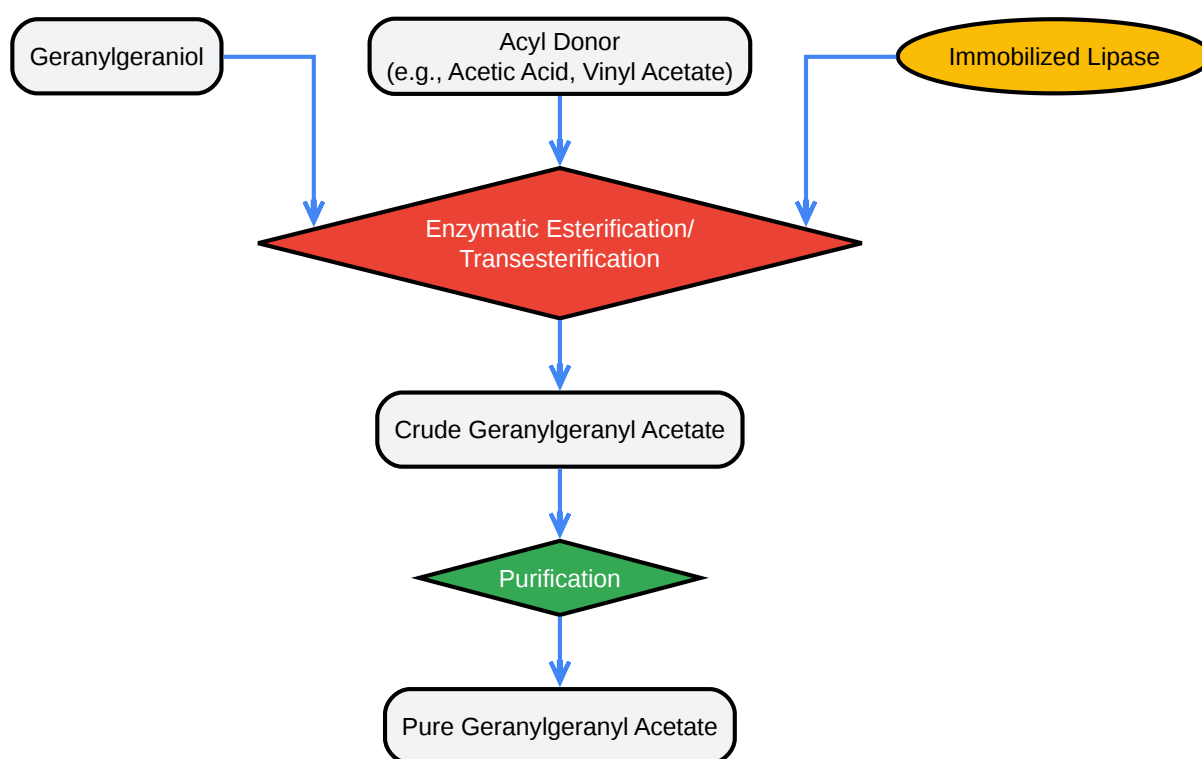 Geranylgeraniol
Acyl Donor
(e.g., Acetic Acid, Vinyl Acetate)
Immobilized Lipase
Enzymatic Esterification/
Transesterification
Crude Geranylgeranyl Acetate
Purification
Pure Geranylgeranyl Acetate